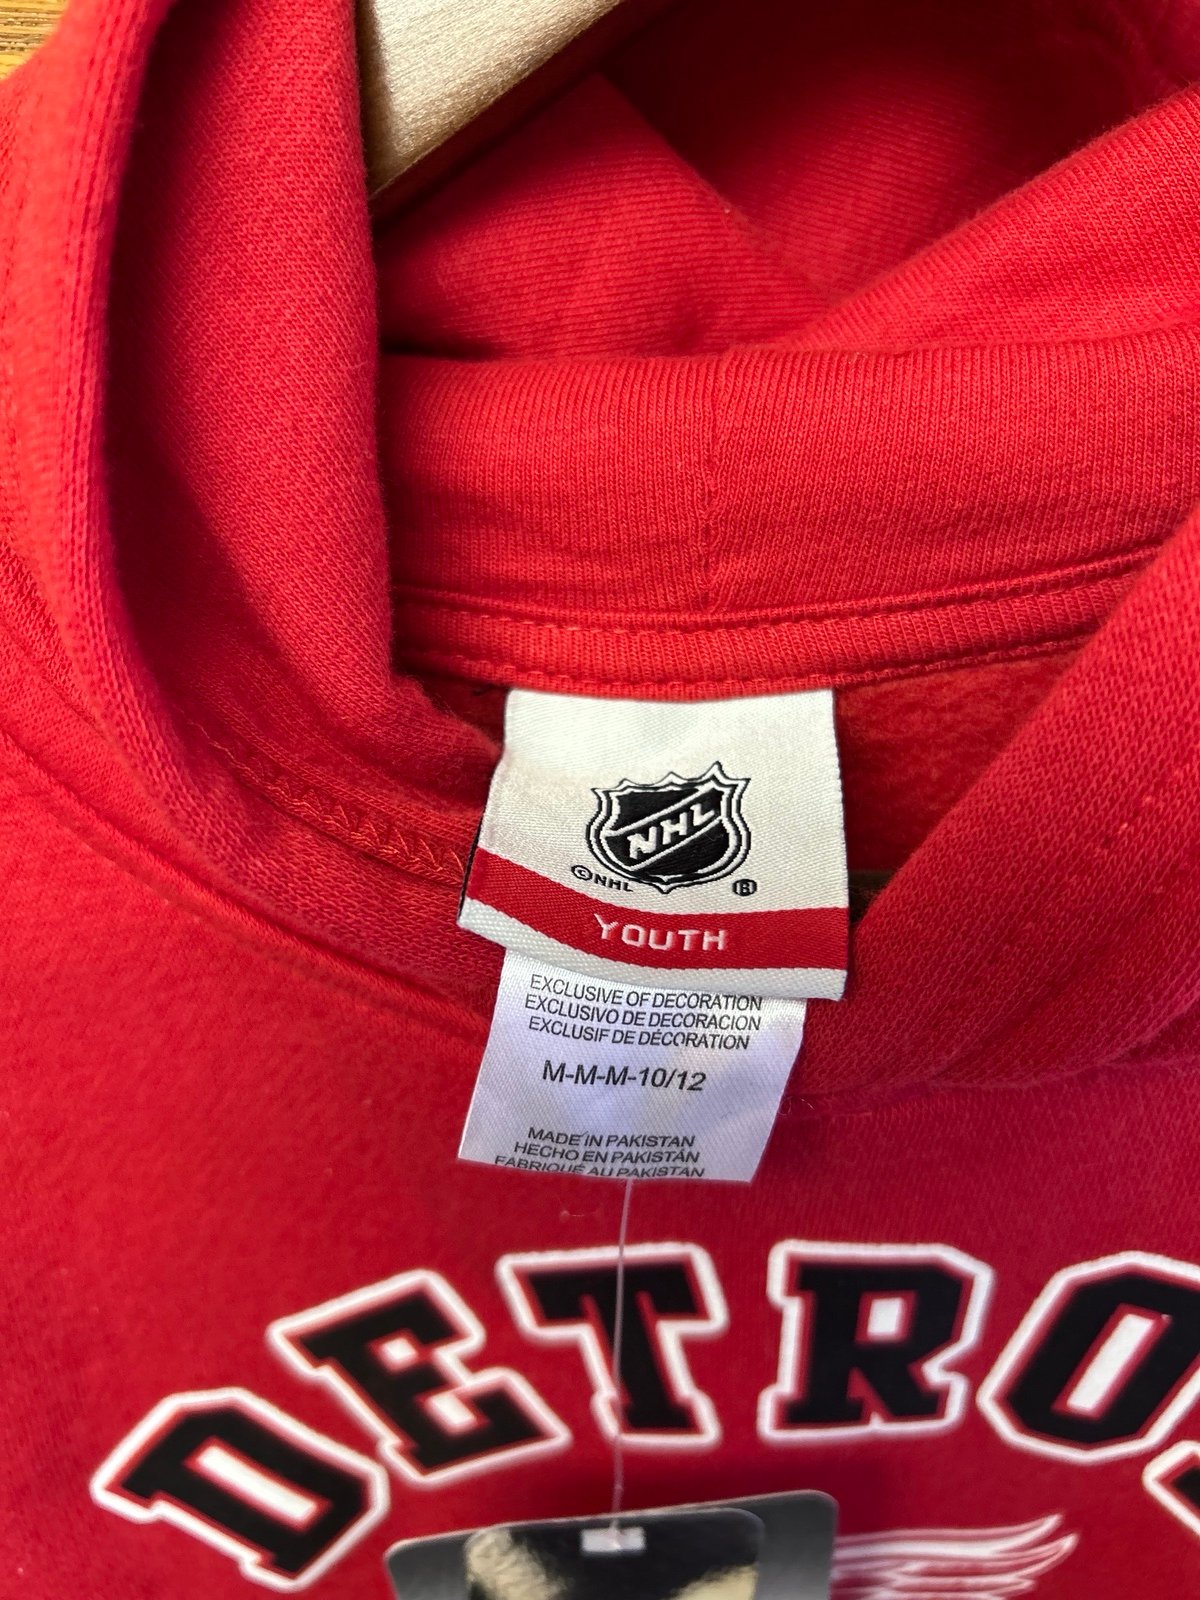 NHL
©NHL ®
YOUTH
EXCLUSIVE OF DECORATION
EXCLUSIVO DE DECORACION
EXCLUSIF DE DÉCORATION
M-M-M-10/12
MADE IN PAKISTAN
HECHO EN PAKISTÁN
FABRIQUÉ AU PAKISTAN
DETRO